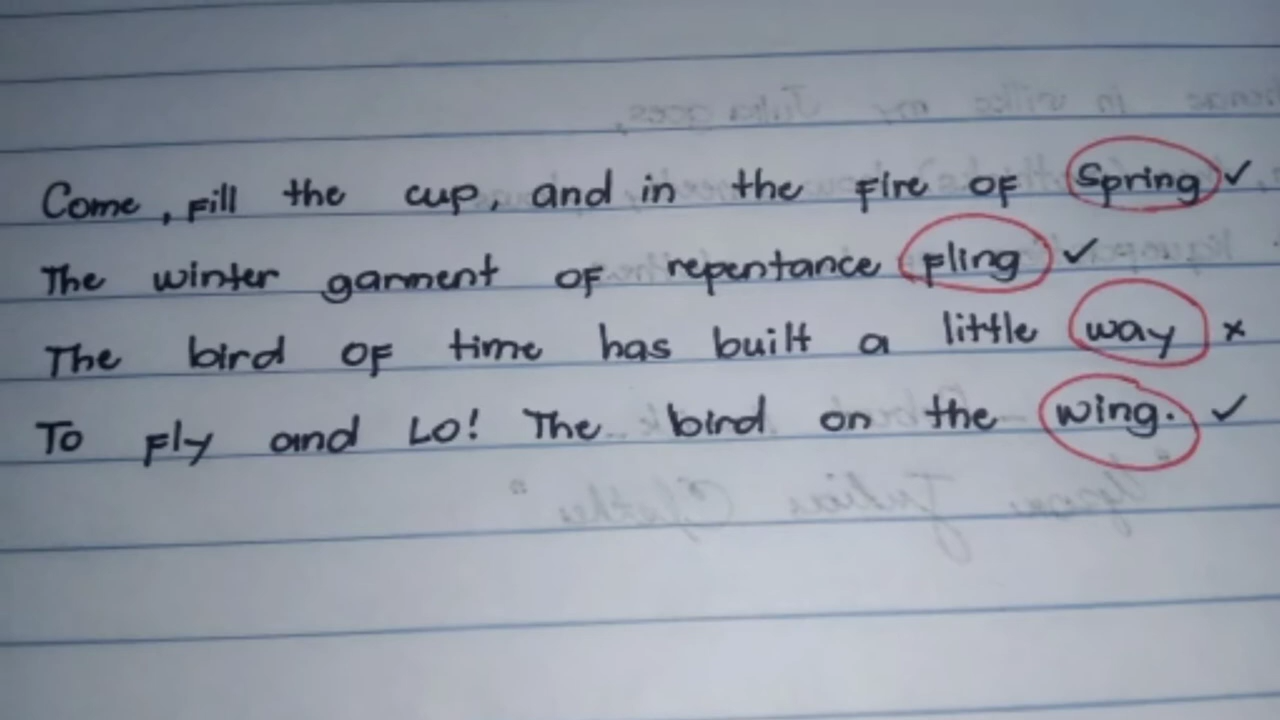 Come, fill the cup, and in the fire of Spring ✓
The winter garment of repentance fling ✓
The bird of time has built a little way x
To fly and LO! The bird on the wing. ✓